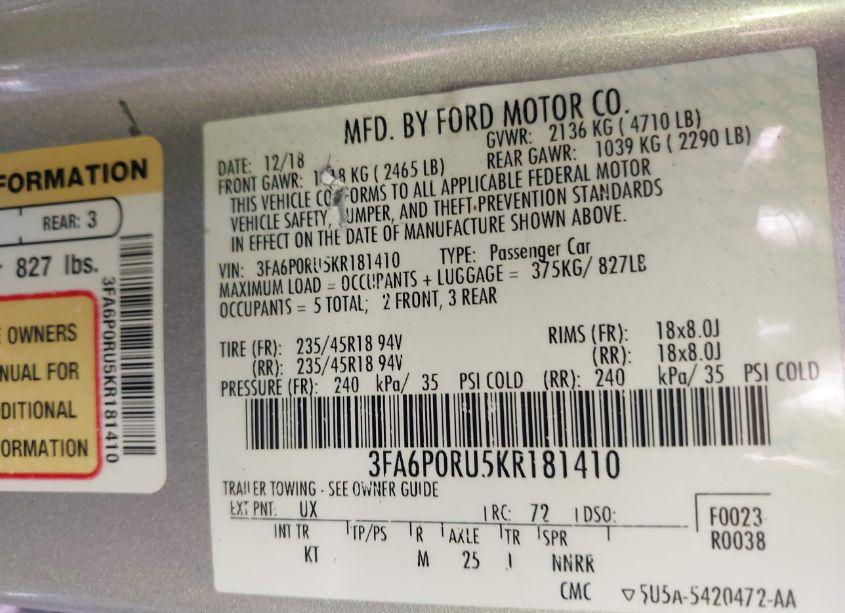 FORMATION
REAR: 3
827 lbs.
3FA6P0RU5KR181410
OWNERS
NUAL FOR
DITIONAL
ORMATION
MFD. BY FORD MOTOR CO.
DATE: 12/18 GVWR: 2136 KG ( 4710 LB)
FRONT GAWR: KG ( 2465 LB) REAR GAWR: 1039 KG ( 2290 LB)
THIS VEHICLE TO ALL APPLICABLE FEDERAL MOTOR
VEHICLE SAFETY, AND THEFT PREVENTION STANDARDS
IN EFFECT ON THE DATE OF MANUFACTURE SHOWN ABOVE.
VIN: 3FA6P0RU5KR181410 TYPE: Passenger Car
MAXIMUM LOAD = OCCUPANTS + LUGGAGE = 375KG/ 827LB
OCCUPANTS = 5 TOTAL; 2 FRONT, 3 REAR
TIRE (FR): 235/45R18 94V RIMS (FR): 18x8.0J
(RR): 235/45R18 94V (RR): 18x8.0J
PRESSURE (FR): 240 kPa/ 35 PSI COLD (RR): 240 kPa/ 35 PSI COLD
3FA6P0RU5KR181410
TRAILER TOWING - SEE OWNER GUIDE
EXT PNT: UX RC: 72 DSO: F0023
R0038
INT TR TP/PS R AXLE TR SPR
KT M 25 J NNRR
CMC ▽5U5A-5420472-AA